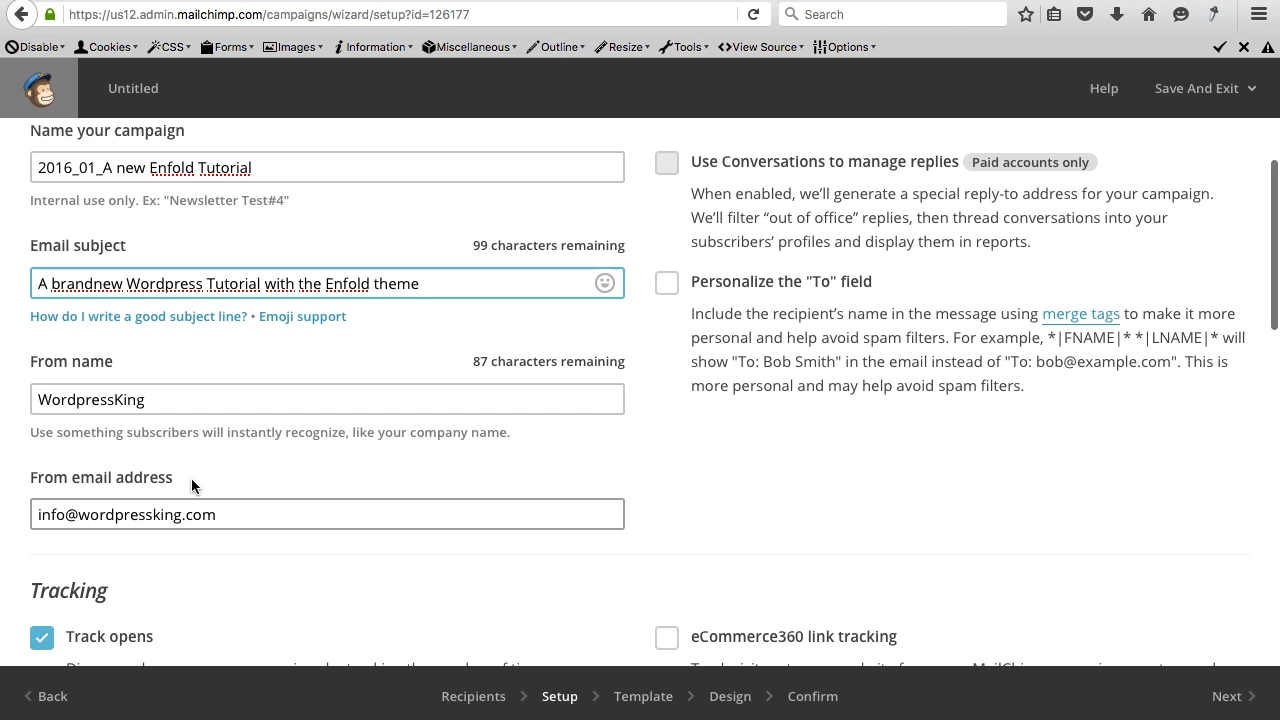 https://us12.admin.mailchimp.com/campaigns/wizard/setup?id=126177
Search
Disable Cookies CSS Forms Images Information Miscellaneous Outline Resize Tools View Source Options
Untitled
Help
Save And Exit
Name your campaign
2016_01_A new Enfold Tutorial
Internal use only. Ex: "Newsletter Test#4"
Email subject
99 characters remaining
A brandnew Wordpress Tutorial with the Enfold theme
How do I write a good subject line? • Emoji support
From name
87 characters remaining
WordpressKing
Use something subscribers will instantly recognize, like your company name.
From email address
info@wordpressking.com
Use Conversations to manage replies Paid accounts only
When enabled, we’ll generate a special reply-to address for your campaign.
We’ll filter “out of office” replies, then thread conversations into your
subscribers’ profiles and display them in reports.
Personalize the "To" field
Include the recipient’s name in the message using merge tags to make it more
personal and help avoid spam filters. For example, *|FNAME|* *|LNAME|* will
show "To: Bob Smith" in the email instead of "To: bob@example.com". This is
more personal and may help avoid spam filters.
Tracking
Track opens
eCommerce360 link tracking
Back
Recipients
Setup
Template
Design
Confirm
Next